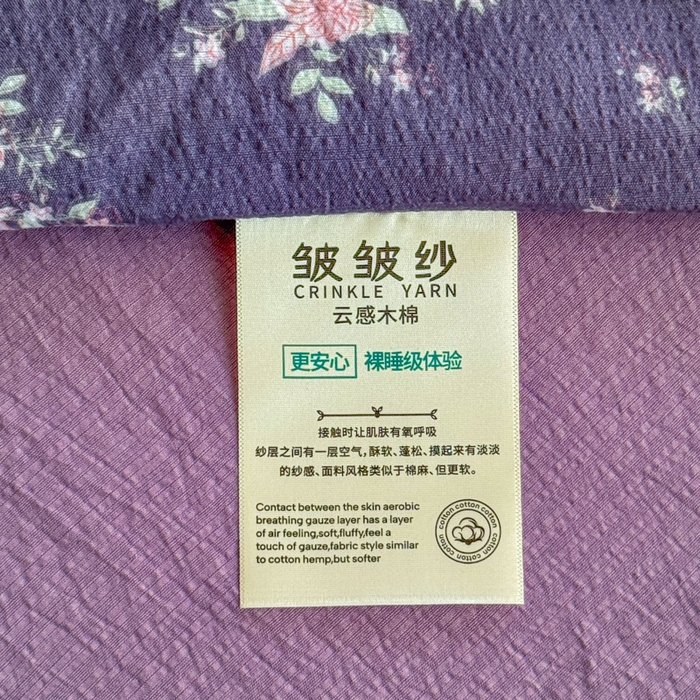 皱皱纱
CRINKLE YARN
云感木棉
更安心 裸睡级体验
接触时让肌肤有氧呼吸
纱层之间有一层空气,酥软、蓬松、摸起来有淡淡
的纱感、面料风格类似于棉麻、但更软。
Contact between the skin aerobic
breathing gauze layer has a layer
of air feeling,soft,fluffy,feel a
touch of gauze,fabric style similar
to cotton hemp,but softer
cotton cotton cotton cotton cotton cotton